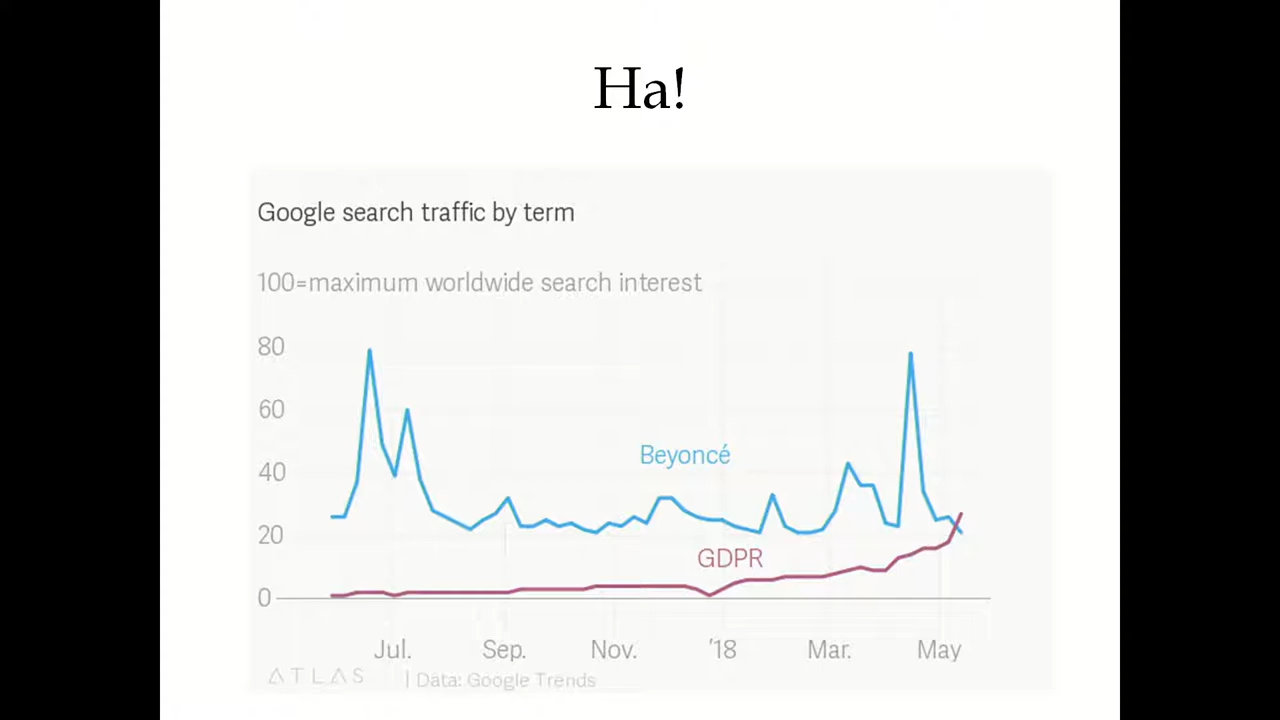 Ha!
Google search traffic by term
100=maximum worldwide search interest
80
60
40
Beyoncé
20
GDPR
0
Jul. Sep. Nov. '18 Mar. May
ATLAS | Data: Google Trends